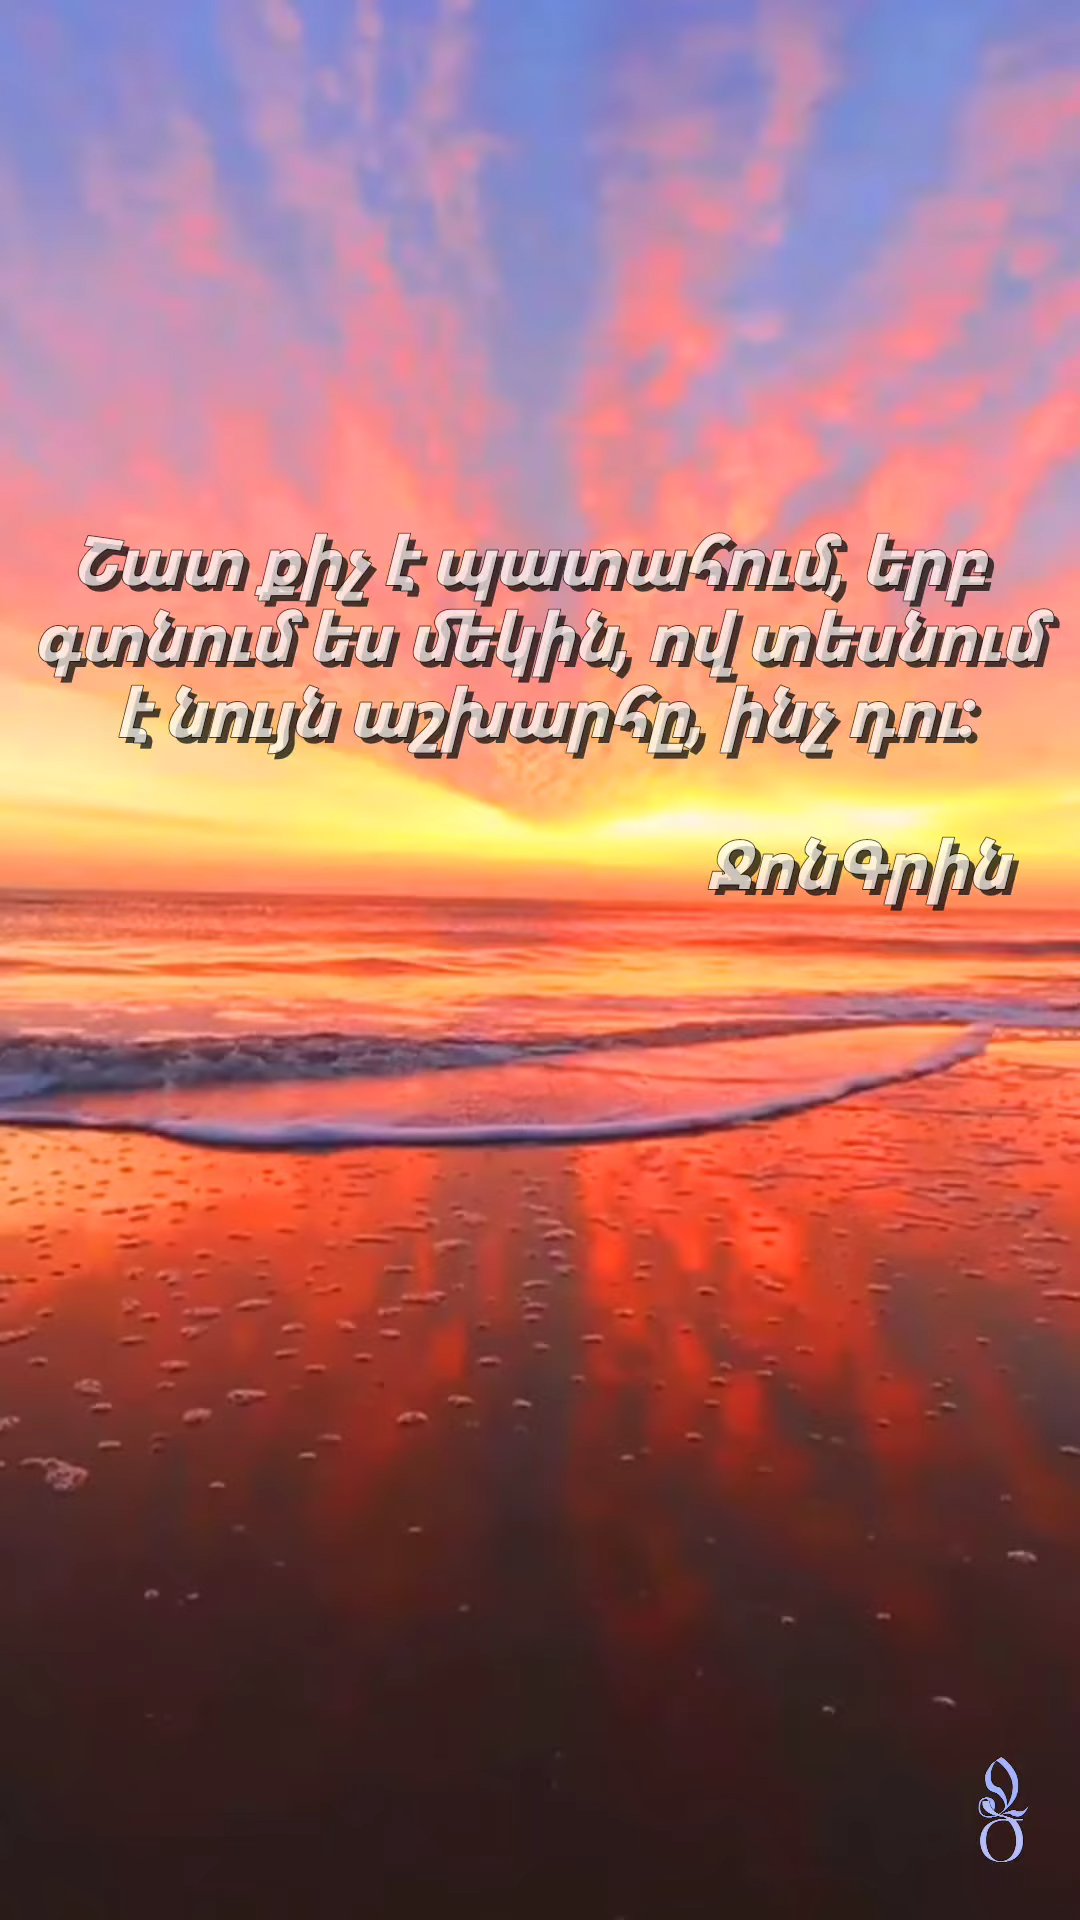 Շատ քիչ է պատահում, երբ
գտնում ես մեկին, ով տեսնում
է նույն աշխարհը, ինչ դու:
Ջոն Գրին